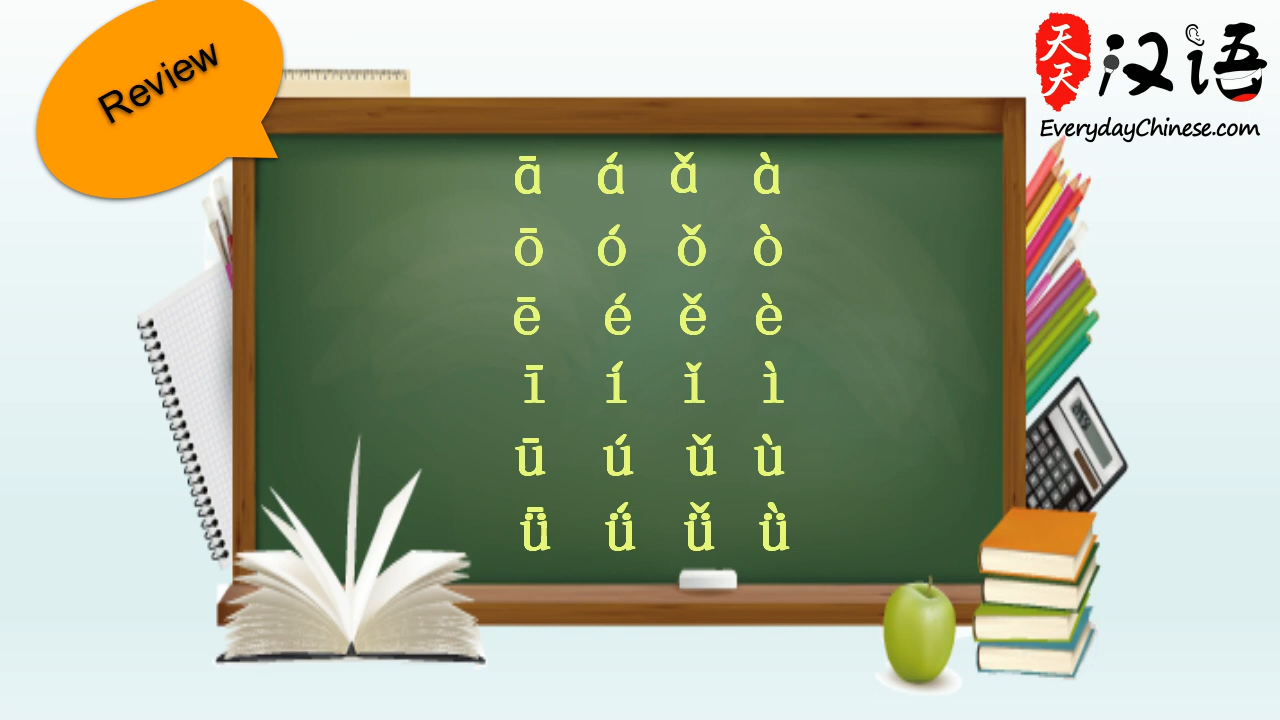 Review
天天汉语
EverydayChinese.com
ā á ǎ à
ō ó ǒ ò
ē é ě è
ī í ǐ ì
ū ú ǔ ù
ǖ ǘ ǚ ǜ